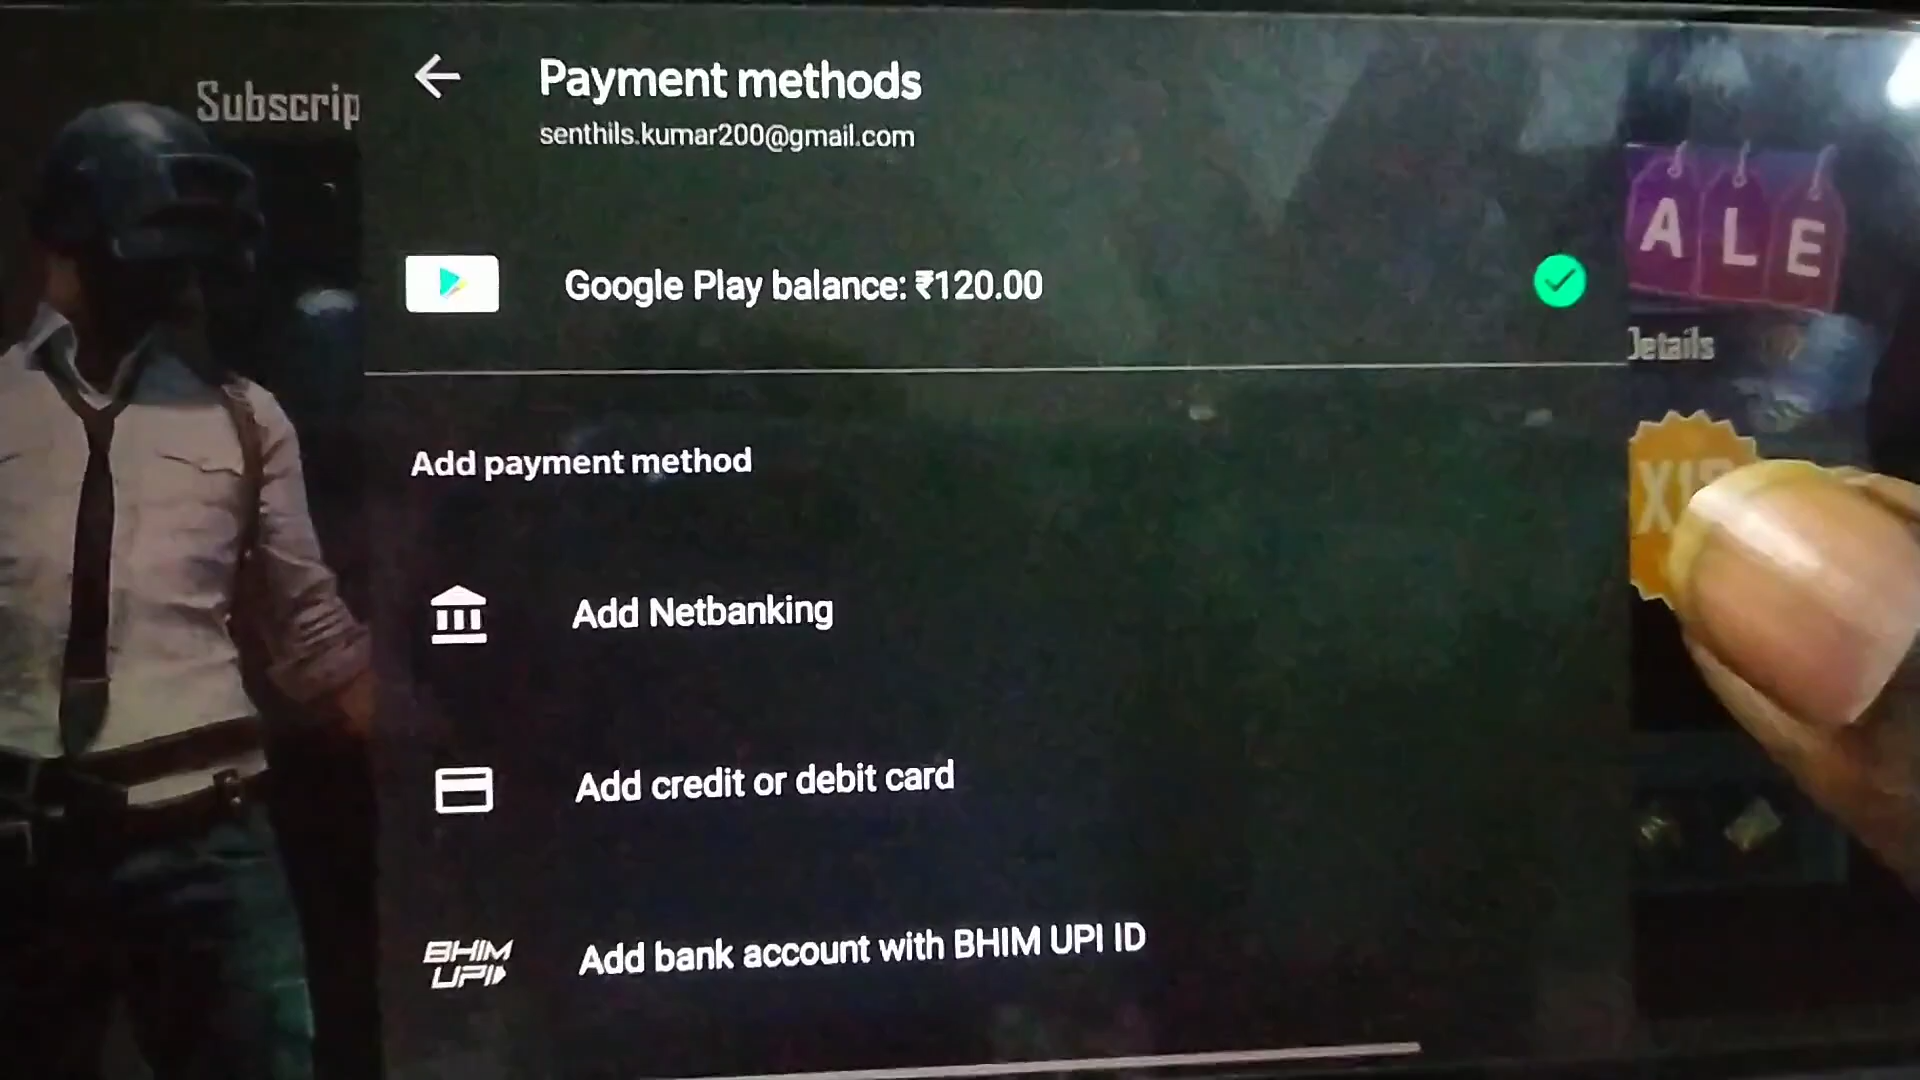 Subscrip
Payment methods
senthils.kumar200@gmail.com
Google Play balance: ₹120.00
ALE
Details
Add payment method
Add Netbanking
Add credit or debit card
BHIM
UPI
Add bank account with BHIM UPI ID